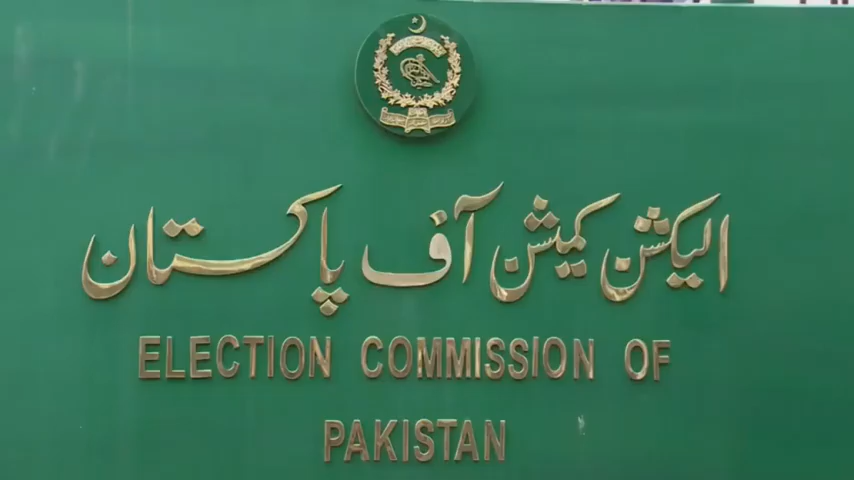 الیکشن کمیشن آف پاکستان
ELECTION COMMISSION OF
PAKISTAN